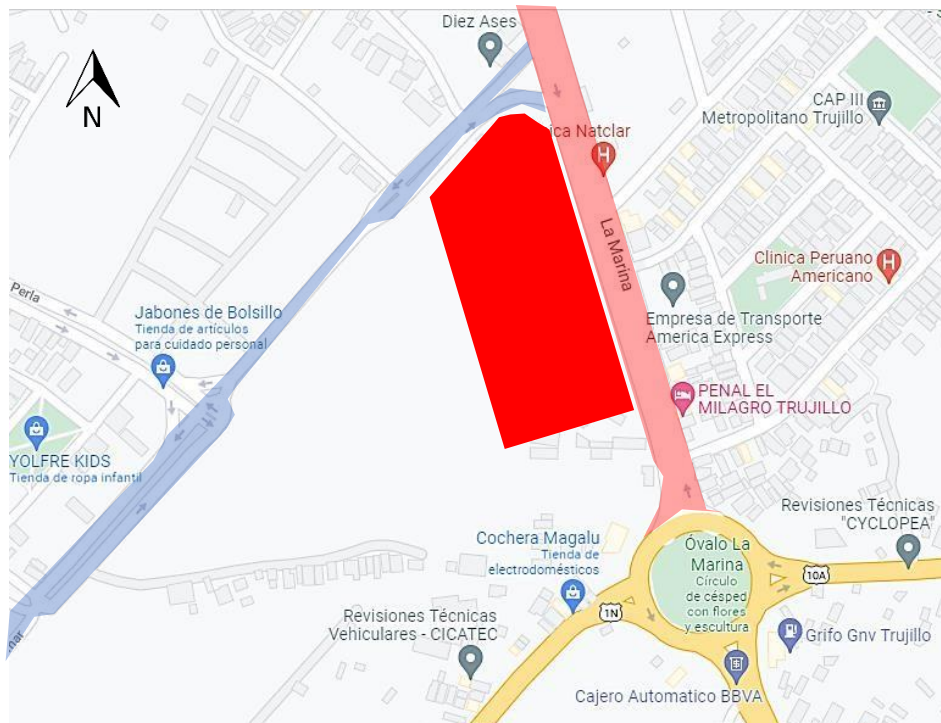 Diez Ases
N
CAP III
Metropolitano Trujillo
ica Natclar
La Marina
Clinica Peruano
Americano
Perla
Jabones de Bolsillo
Tienda de artículos
para cuidado personal
Empresa de Transporte
America Express
PENAL EL
MILAGRO TRUJILLO
YOLFRE KIDS
Tienda de ropa infantil
Revisiones Técnicas
"CYCLOPEA"
Cochera Magalu
Tienda de
electrodomésticos
Óvalo La
Marina
Círculo
de césped
con flores
y escultura
10A
1N
Revisiones Técnicas
Vehiculares - CICATEC
Grifo Gnv Trujillo
Cajero Automatico BBVA